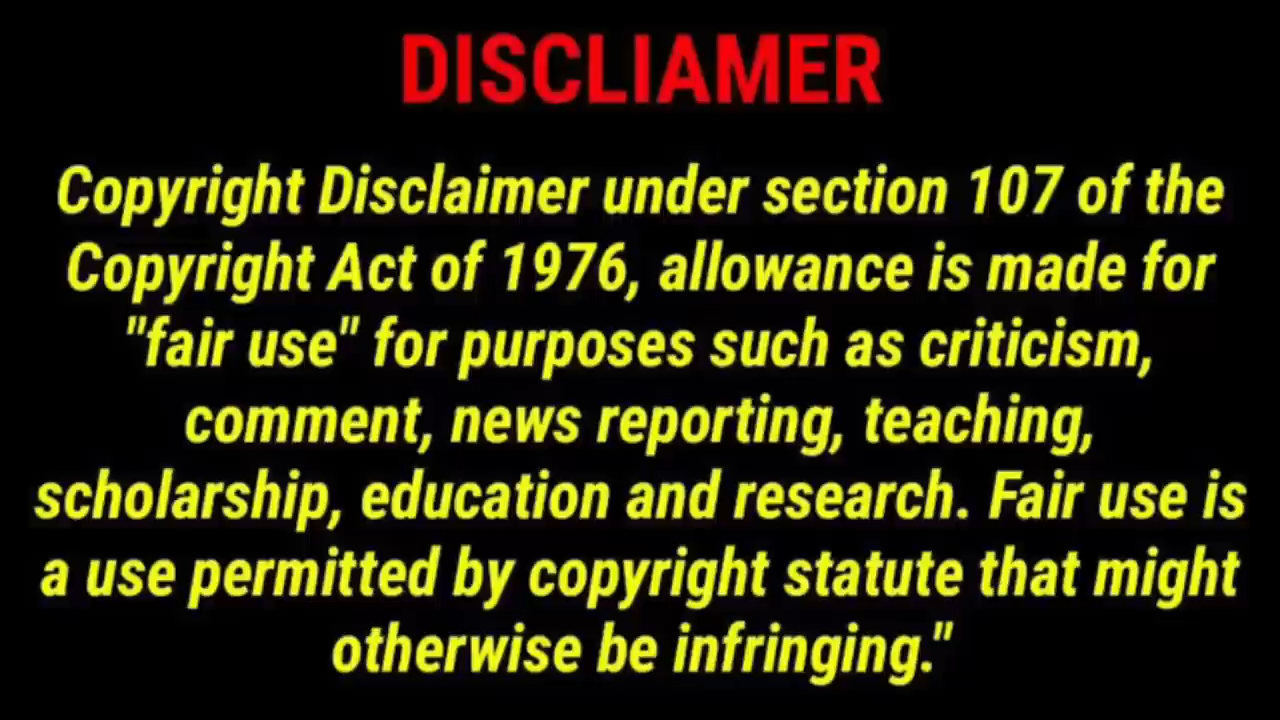 DISCLIAMER
Copyright Disclaimer under section 107 of the
Copyright Act of 1976, allowance is made for
"fair use" for purposes such as criticism,
comment, news reporting, teaching,
scholarship, education and research. Fair use is
a use permitted by copyright statute that might
otherwise be infringing."